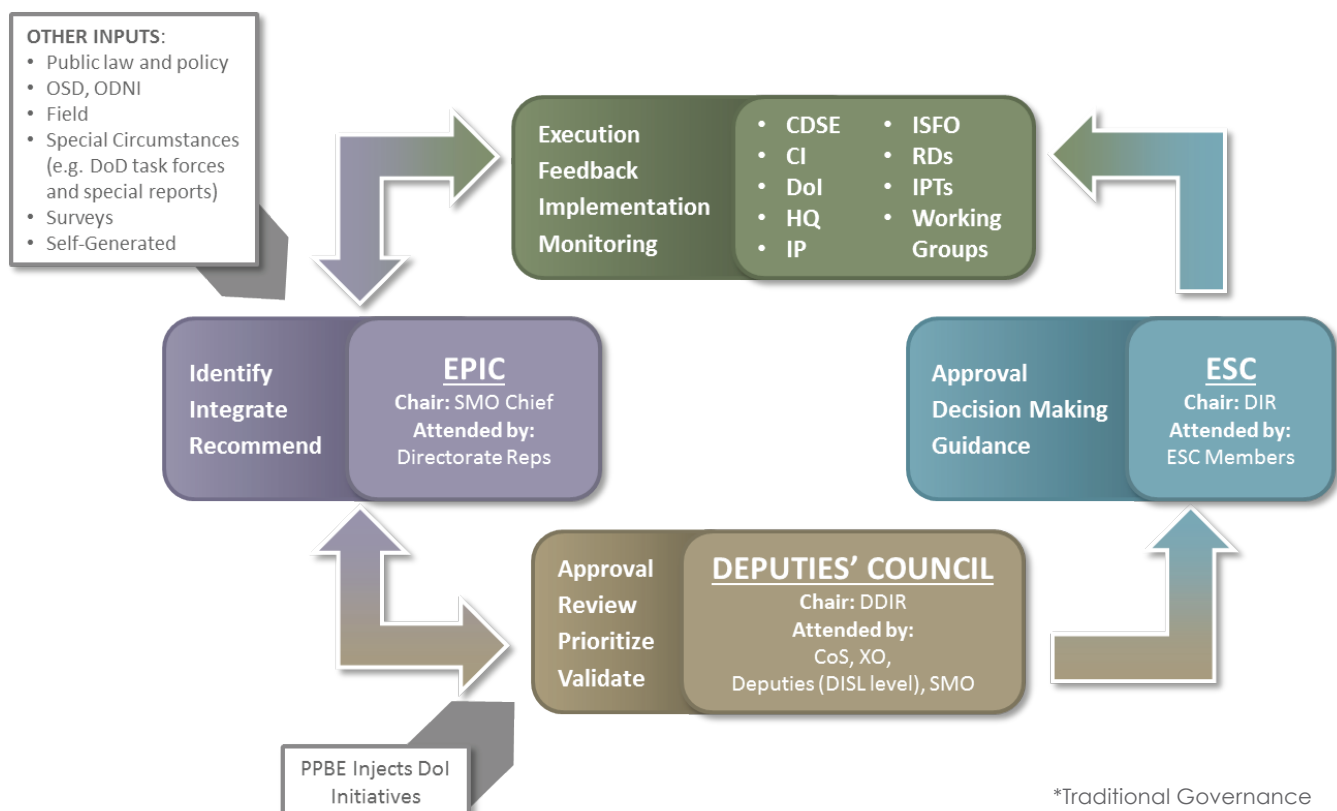 OTHER INPUTS:
• Public law and policy
• OSD, ODNI
• Field
• Special Circumstances
(e.g. DoD task forces
and special reports)
• Surveys
• Self-Generated
Execution
Feedback
Implementation
Monitoring
• CDSE
• CI
• DoI
• HQ
• IP
• ISFO
• RDs
• IPTs
• Working
Groups
Identify
Integrate
Recommend
EPIC
Chair: SMO Chief
Attended by:
Directorate Reps
Approval
Decision Making
Guidance
ESC
Chair: DIR
Attended by:
ESC Members
Approval
Review
Prioritize
Validate
DEPUTIES’ COUNCIL
Chair: DDIR
Attended by:
CoS, XO,
Deputies (DISL level), SMO
PPBE Injects DoI
Initiatives
*Traditional Governance